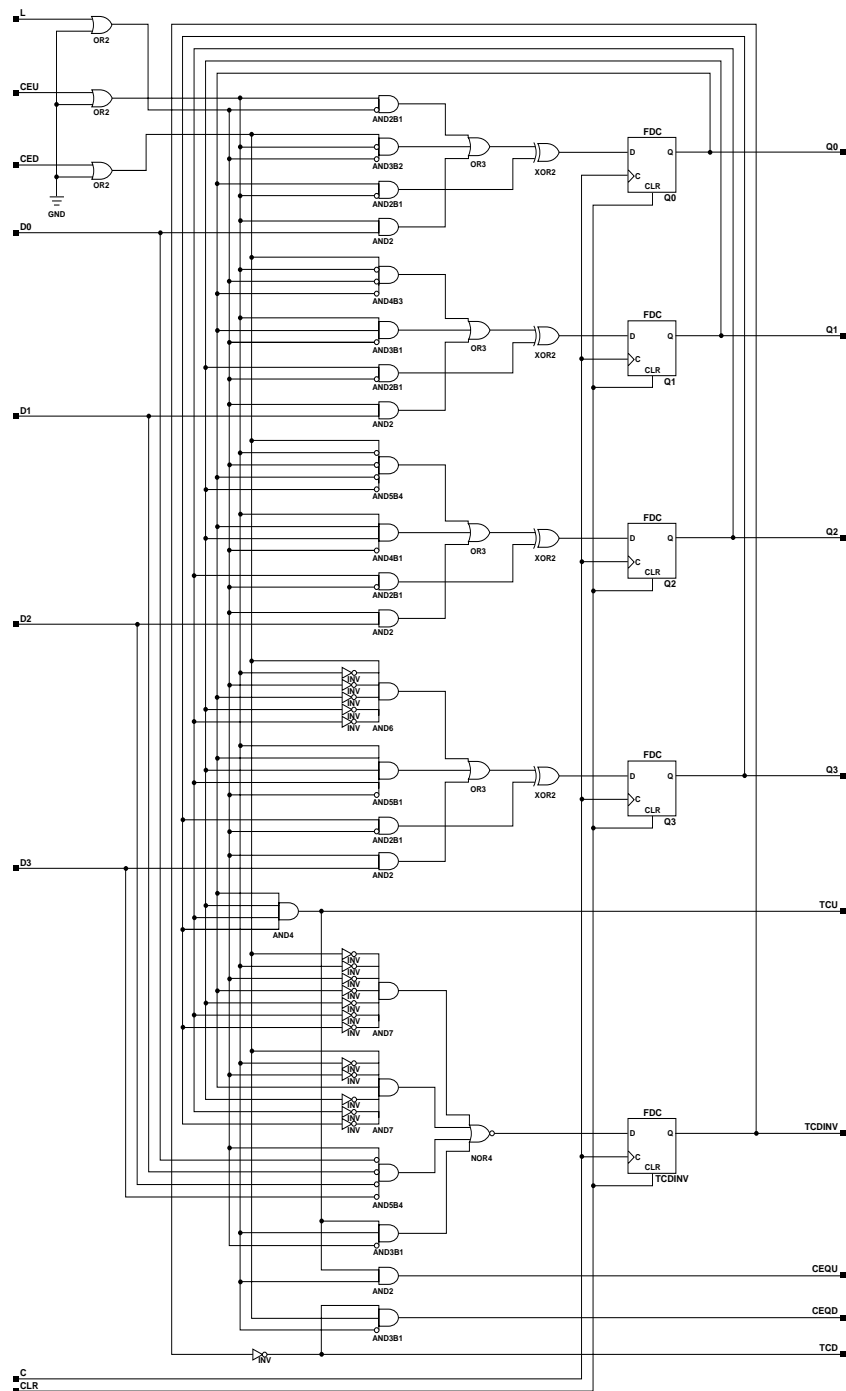 L
OR2
CEU
OR2
AND2B1
CED
FDC
D
Q
Q0
OR3
XOR2
AND3B2
C
OR2
CLR
GND
Q0
AND2B1
D0
AND2
AND4B3
FDC
D
Q
Q1
AND3B1
OR3
XOR2
C
CLR
Q1
AND2B1
D1
AND2
AND5B4
FDC
D
Q
Q2
AND4B1
OR3
XOR2
C
CLR
Q2
AND2B1
D2
AND2
INV
INV
INV
INV
INV
AND6
FDC
D
Q
Q3
OR3
XOR2
AND5B1
C
CLR
Q3
AND2B1
D3
AND2
TCU
AND4
INV
INV
INV
INV
INV
INV
INV
AND7
INV
INV
INV
INV
INV
AND7
FDC
D
Q
TCDINV
NOR4
C
CLR
TCDINV
AND5B4
AND3B1
CEQU
AND2
CEQD
AND3B1
TCD
INV
C
CLR